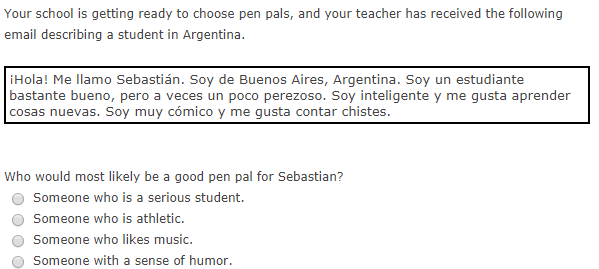 Your school is getting ready to choose pen pals, and your teacher has received the following
email describing a student in Argentina.
¡Hola! Me llamo Sebastián. Soy de Buenos Aires, Argentina. Soy un estudiante
bastante bueno, pero a veces un poco perezoso. Soy inteligente y me gusta aprender
cosas nuevas. Soy muy cómico y me gusta contar chistes.
Who would most likely be a good pen pal for Sebastian?
Someone who is a serious student.
Someone who is athletic.
Someone who likes music.
Someone with a sense of humor.